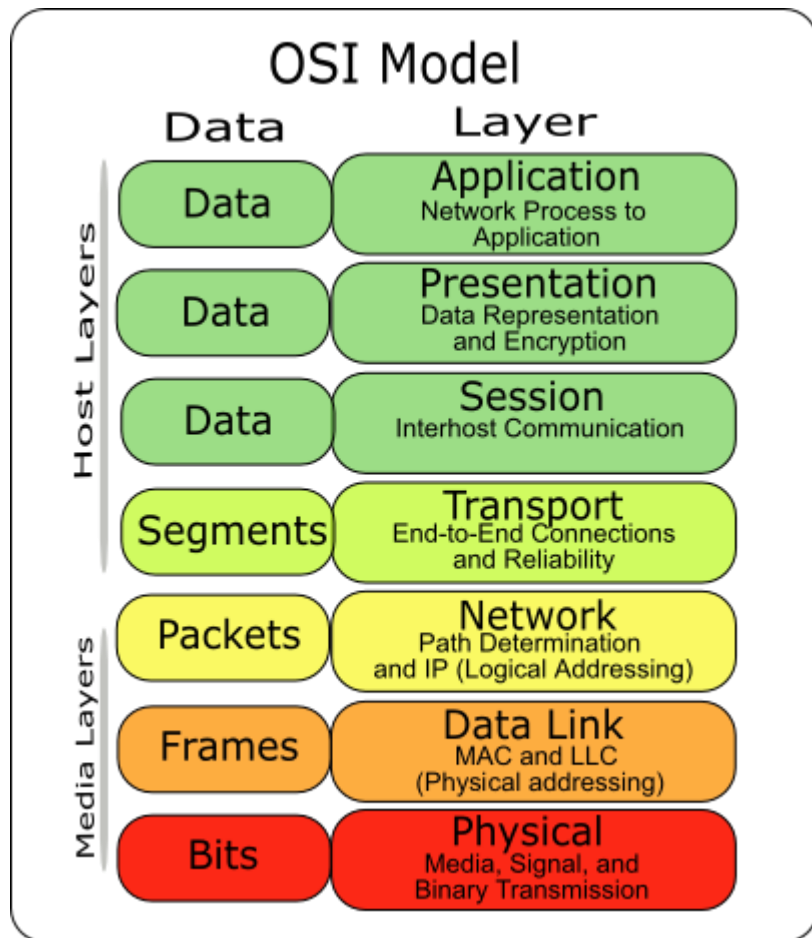 OSI Model
Data Layer
Host Layers
Data
Application
Network Process to
Application
Data
Presentation
Data Representation
and Encryption
Data
Session
Interhost Communication
Segments
Transport
End-to-End Connections
and Reliability
Media Layers
Packets
Network
Path Determination
and IP (Logical Addressing)
Frames
Data Link
MAC and LLC
(Physical addressing)
Bits
Physical
Media, Signal, and
Binary Transmission